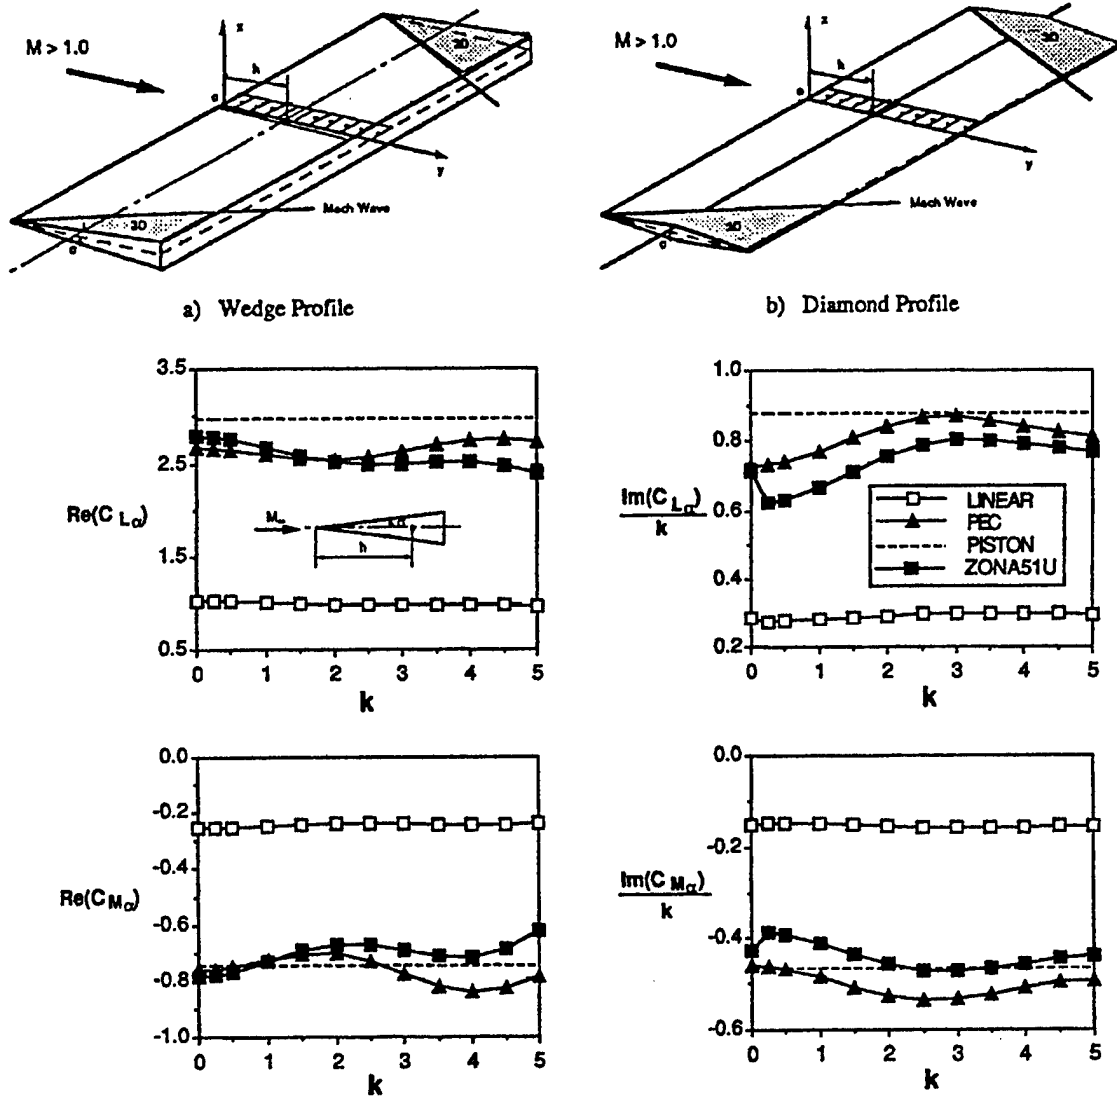 M > 1.0
z
h
o
3D
y
Mach Wave
3D
α
a) Wedge Profile
M > 1.0
z
h
o
3D
y
Mach Wave
3D
α
b) Diamond Profile
3.5
2.5
1.5
0.5
Re(C Lα)
M∞
α
h
0 1 2 3 4 5
k
1.0
0.8
0.6
0.4
0.2
Im(C Lα)
k
LINEAR
PEC
PISTON
ZONA51U
0 1 2 3 4 5
k
0.0
-0.2
-0.4
-0.6
-0.8
-1.0
Re(C Mα)
0 1 2 3 4 5
k
0.0
-0.2
-0.4
-0.6
Im(C Mα)
k
0 1 2 3 4 5
k